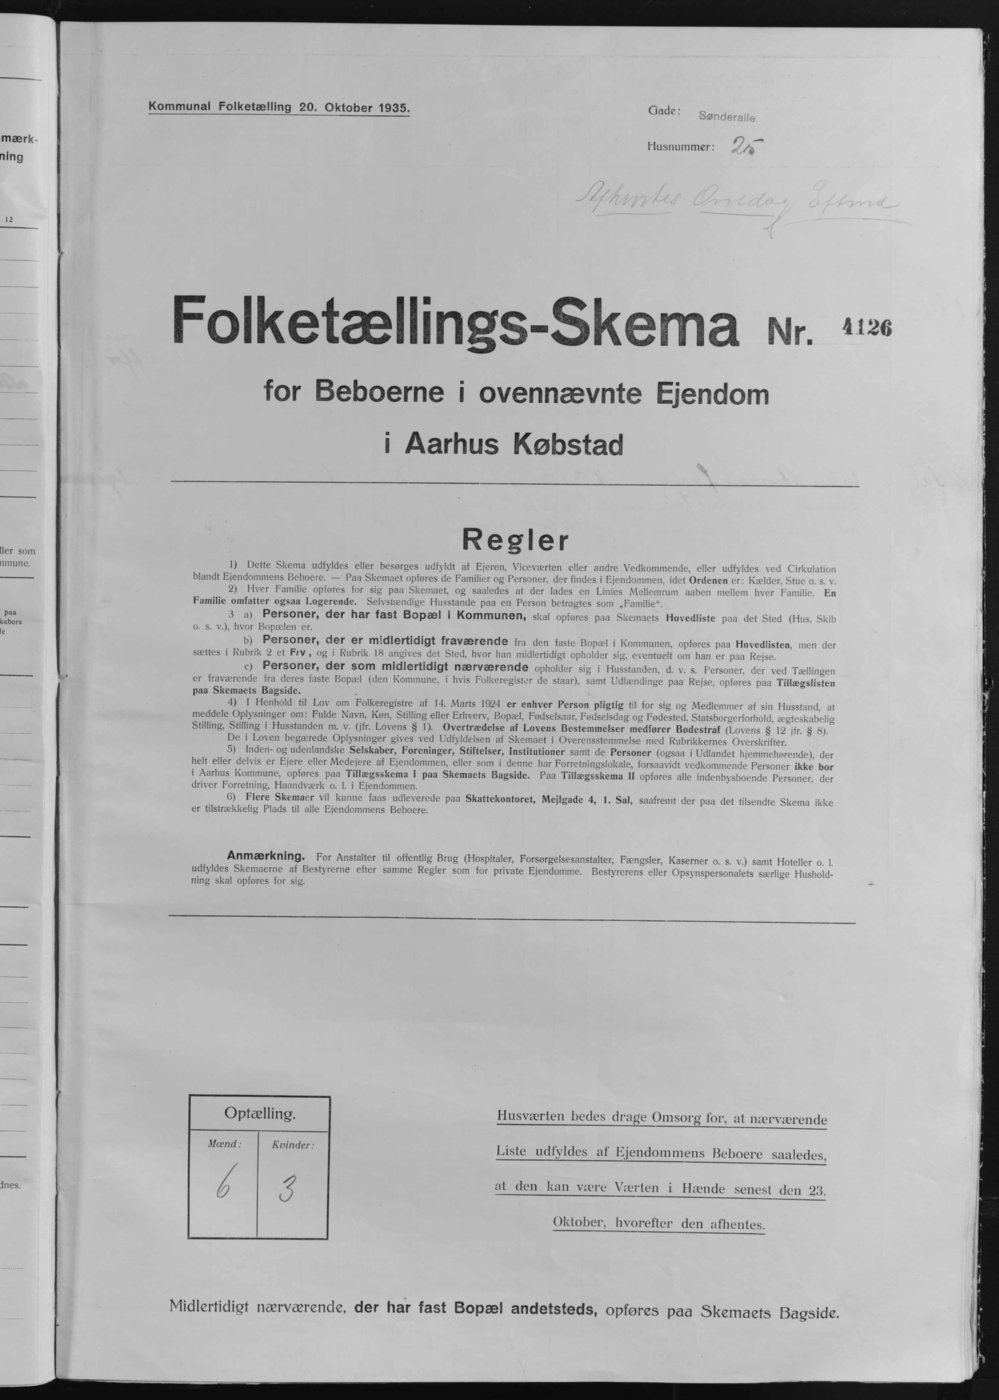 mærk-
ning
12
ller som
mmune.
paa
kabers
le
dnes.
Kommunal Folketælling 20. Oktober 1935.
Gade: Sønderalle
Husnummer: 25
Afhentes Onsdag Eftmd
Folketællings-Skema Nr. 4126
for Beboerne i ovennævnte Ejendom
i Aarhus Købstad
Regler
1) Dette Skema udfyldes eller besørges udfyldt af Ejeren, Viceværten eller andre Vedkommende, eller udfyldes ved Cirkulation
blandt Ejendommens Beboere. — Paa Skemaet opføres de Familier og Personer, der findes i Ejendommen, idet Ordenen er: Kælder, Stue o. s. v.
2) Hver Familie opføres for sig paa Skemaet, og saaledes at der lades en Linies Mellemrum aaben mellem hver Familie. En
Familie omfatter ogsaa Logerende. Selvstændige Husstande paa en Person betragtes som „Familie“.
3 a) Personer, der har fast Bopæl i Kommunen, skal opføres paa Skemaets Hovedliste paa det Sted (Hus, Skib
o. s. v.), hvor Bopælen er.
b) Personer, der er midlertidigt fraværende fra den faste Bopæl i Kommunen, opføres paa Hovedlisten, men der
sættes i Rubrik 2 et Frv, og i Rubrik 18 angives det Sted, hvor han midlertidigt opholder sig, eventuelt om han er paa Rejse.
c) Personer, der som midlertidigt nærværende opholder sig i Husstanden, d. v. s. Personer, der ved Tællingen
er fraværende fra deres faste Bopæl (den Kommune, i hvis Folkeregister de staar), samt Udlændinge paa Rejse, opføres paa Tillægslisten
paa Skemaets Bagside.
4) I Henhold til Lov om Folkeregistre af 14. Marts 1924 er enhver Person pligtig til for sig og Medlemmer af sin Husstand, at
meddele Oplysninger om: Fulde Navn, Køn, Stilling eller Erhverv, Bopæl, Fødselsaar, Fødselsdag og Fødested, Statsborgerforhold, ægteskabelig
Stilling, Stilling i Husstanden m. v. (jfr. Lovens § 1). Overtrædelse af Lovens Bestemmelser medfører Bødestraf (Lovens § 12 jfr. § 8).
De i Loven begærede Oplysninger gives ved Udfyldelsen af Skemaet i Overensstemmelse med Rubrikkernes Overskrifter.
5) Inden- og udenlandske Selskaber, Foreninger, Stiftelser, Institutioner samt de Personer (ogsaa i Udlandet hjemmehørende), der
helt eller delvis er Ejere eller Medejere af Ejendommen, eller som i denne har Forretningslokale, forsaavidt vedkommende Personer ikke bor
i Aarhus Kommune, opføres paa Tillægsskema I paa Skemaets Bagside. Paa Tillægsskema II opføres alle indenbysboende Personer, der
driver Forretning, Haandværk o. l. i Ejendommen.
6) Flere Skemaer vil kunne faas udleverede paa Skattekontoret, Mejlgade 4, 1. Sal, saafremt der paa det tilsendte Skema ikke
er tilstrækkelig Plads til alle Ejendommens Beboere.
Anmærkning. For Anstalter til offentlig Brug (Hospitaler, Forsørgelsesanstalter, Fængsler, Kaserner o. s. v.) samt Hoteller o. l.
udfyldes Skemaerne af Bestyrerne efter samme Regler som for private Ejendomme. Bestyrerens eller Opsynspersonalets særlige Hushold-
ning skal opføres for sig.
Optælling.
Mænd: Kvinder:
6 3
Husværten bedes drage Omsorg for, at nærværende
Liste udfyldes af Ejendommens Beboere saaledes,
at den kan være Værten i Hænde senest den 23.
Oktober, hvorefter den afhentes.
Midlertidigt nærværende, der har fast Bopæl andetsteds, opføres paa Skemaets Bagside.